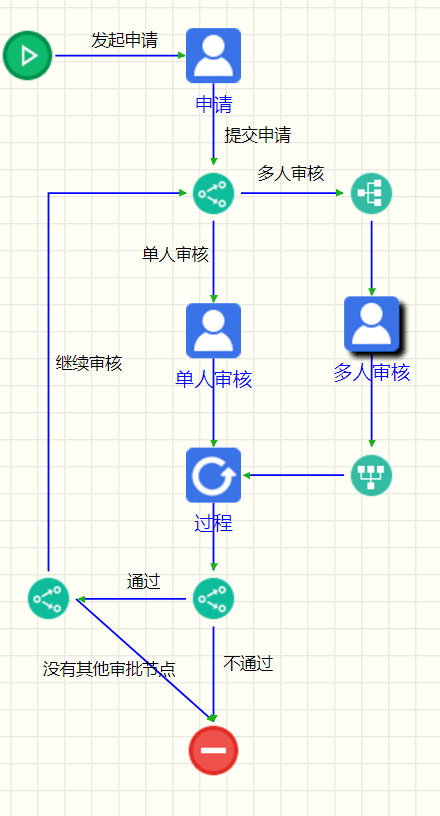 发起申请
申请
提交申请
多人审核
单人审核
继续审核
单人审核
多人审核
过程
通过
不通过
没有其他审批节点